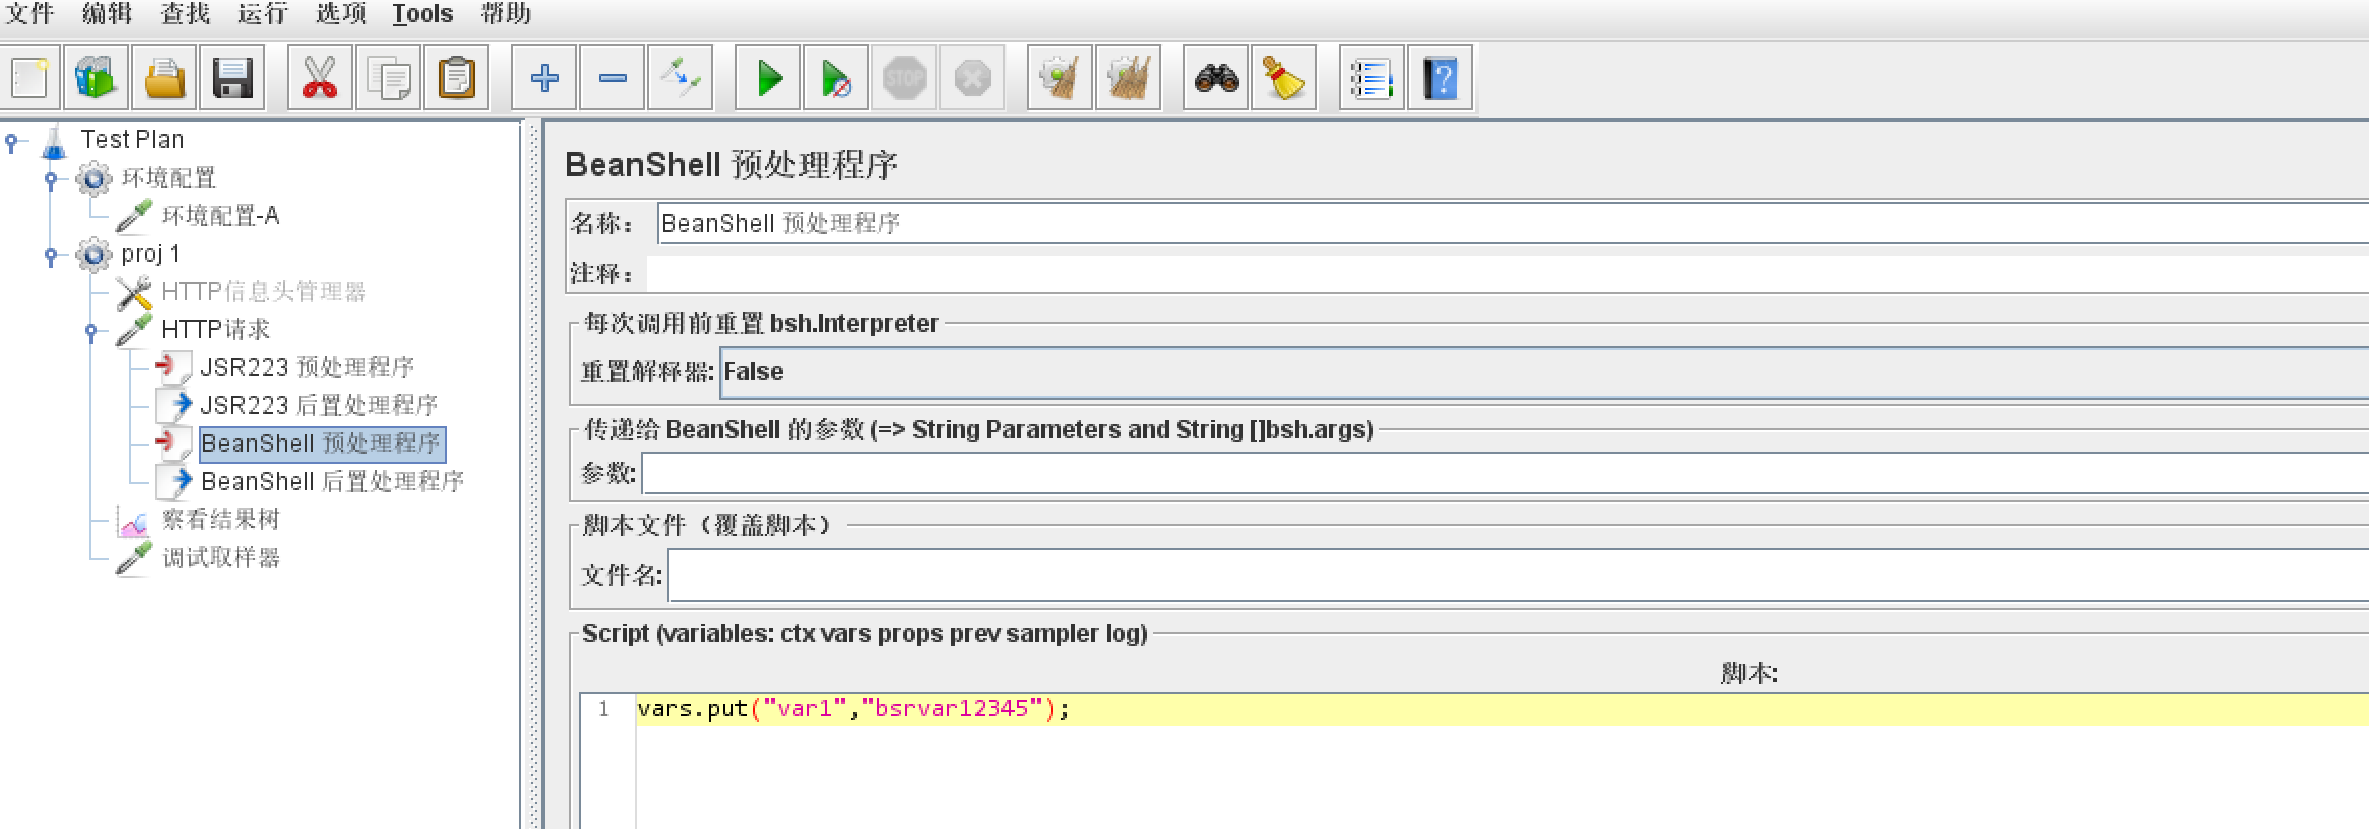 文件 编辑 查找 运行 选项 Tools 帮助
STOP
Test Plan
环境配置
环境配置-A
proj 1
HTTP信息头管理器
HTTP请求
JSR223 预处理程序
JSR223 后置处理程序
BeanShell 预处理程序
BeanShell 后置处理程序
察看结果树
调试取样器
BeanShell 预处理程序
名称： BeanShell 预处理程序
注释：
每次调用前重置 bsh.Interpreter
重置解释器: False
传递给 BeanShell 的参数 (=> String Parameters and String []bsh.args)
参数:
脚本文件（覆盖脚本）
文件名:
Script (variables: ctx vars props prev sampler log)
脚本:
1 vars.put("var1","bsrvar12345");